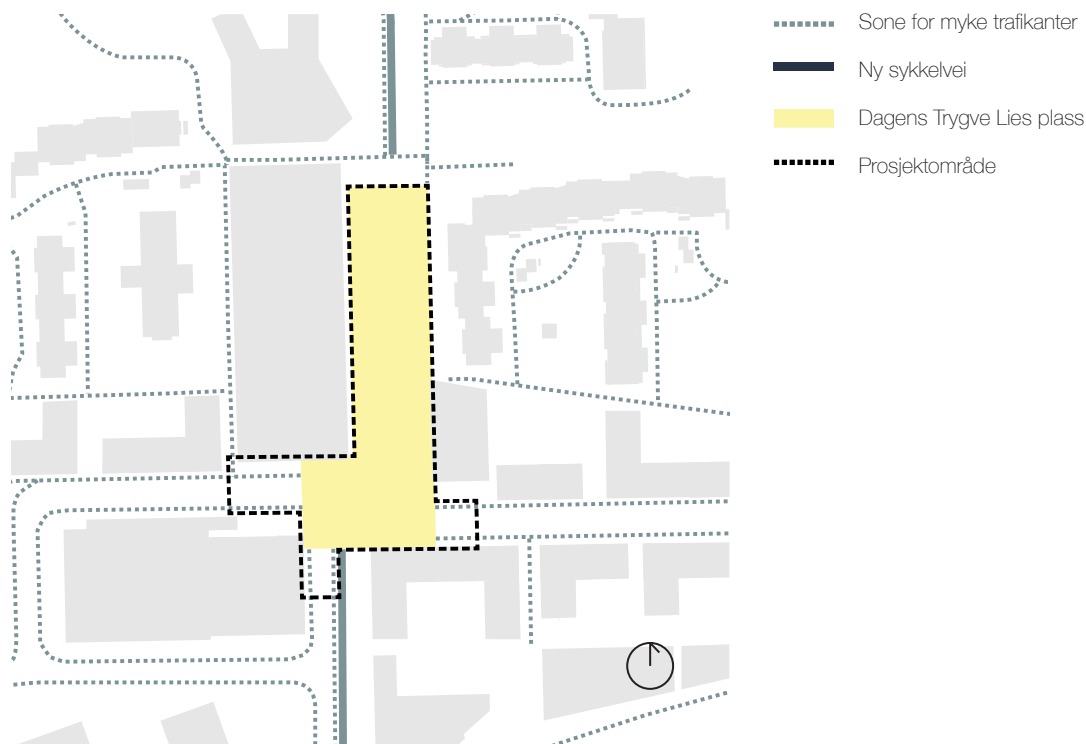 Sone for myke trafikanter
Ny sykkelvei
Dagens Trygve Lies plass
Prosjektområde